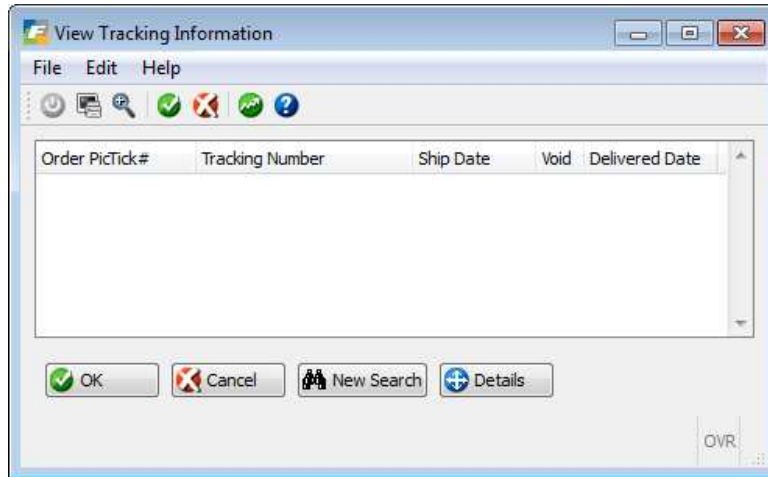 View Tracking Information
File Edit Help
Order PicTick# Tracking Number Ship Date Void Delivered Date
OK Cancel New Search Details
OVR